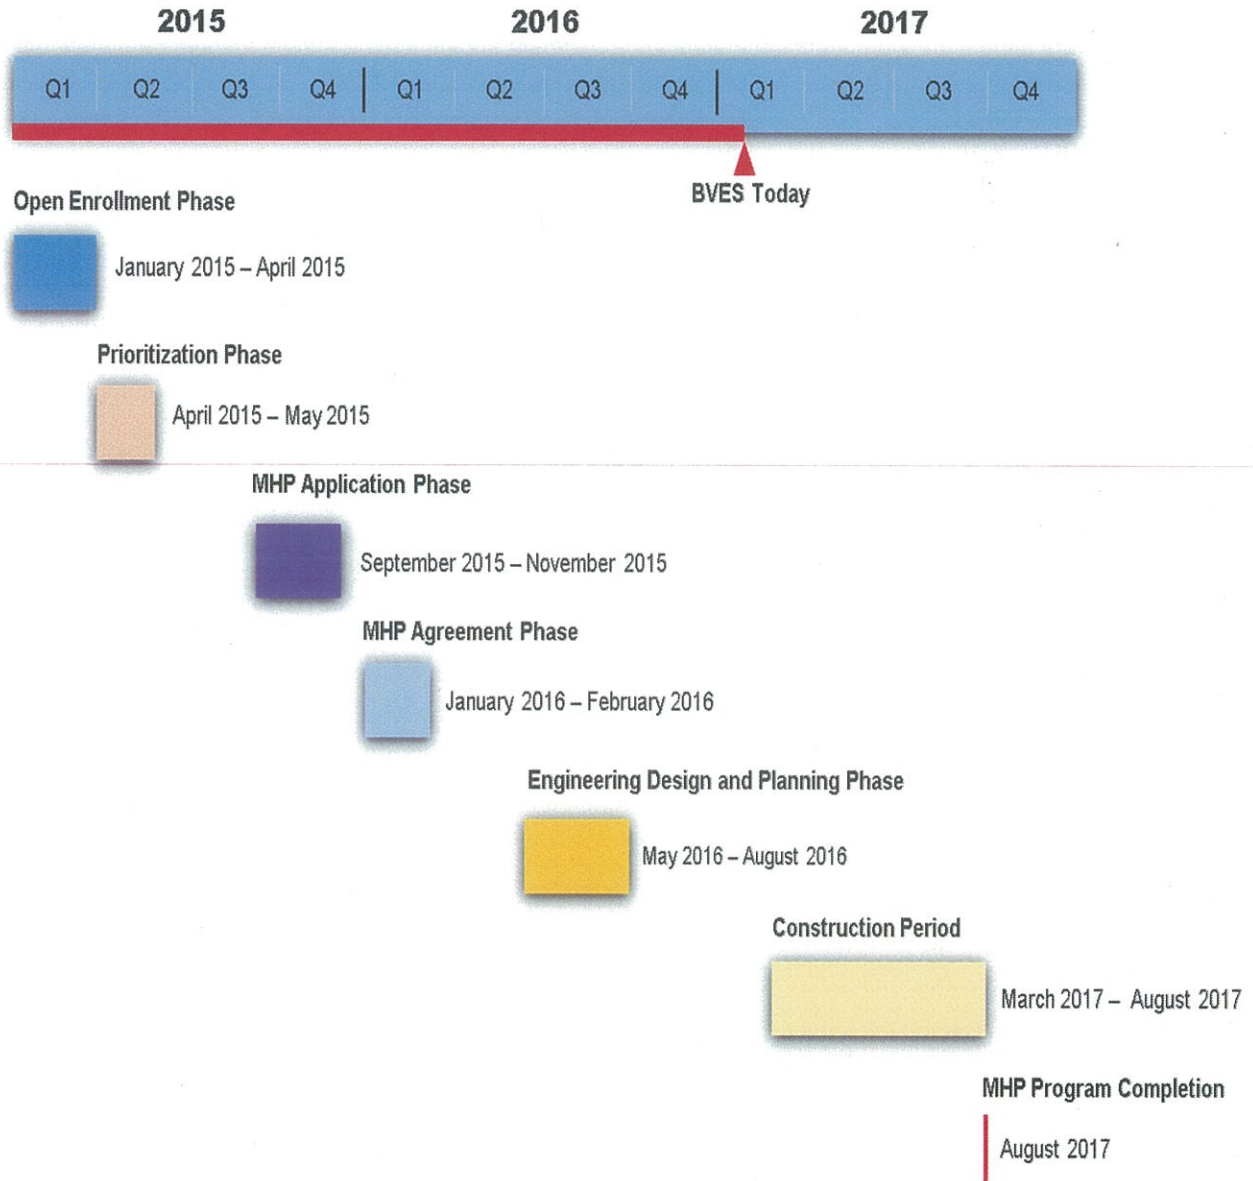 2015 2016 2017
Q1 Q2 Q3 Q4 Q1 Q2 Q3 Q4 Q1 Q2 Q3 Q4
BVES Today
Open Enrollment Phase
January 2015 – April 2015
Prioritization Phase
April 2015 – May 2015
MHP Application Phase
September 2015 – November 2015
MHP Agreement Phase
January 2016 – February 2016
Engineering Design and Planning Phase
May 2016 – August 2016
Construction Period
March 2017 – August 2017
MHP Program Completion
August 2017